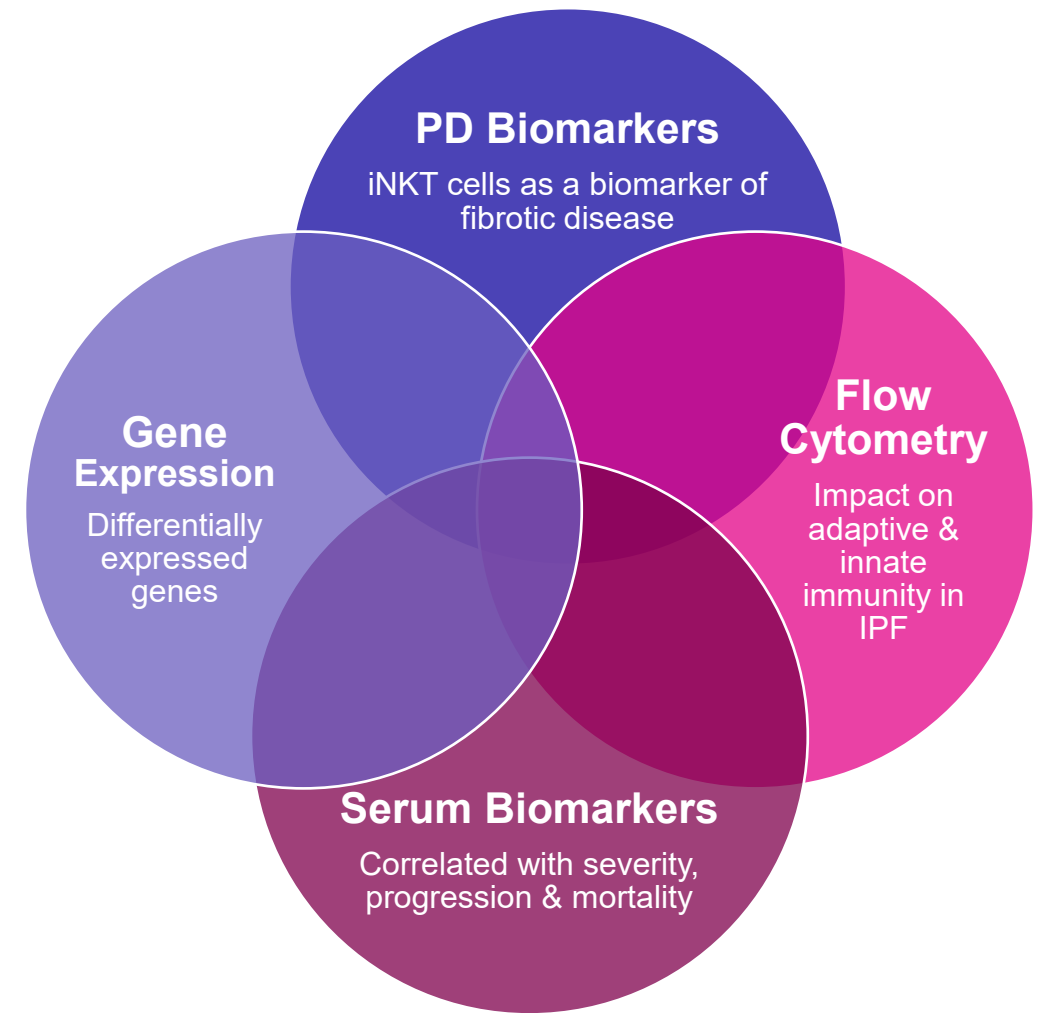 PD Biomarkers
iNKT cells as a biomarker of
fibrotic disease
Gene
Expression
Differentially
expressed
genes
Flow
Cytometry
Impact on
adaptive &
innate
immunity in
IPF
Serum Biomarkers
Correlated with severity,
progression & mortality